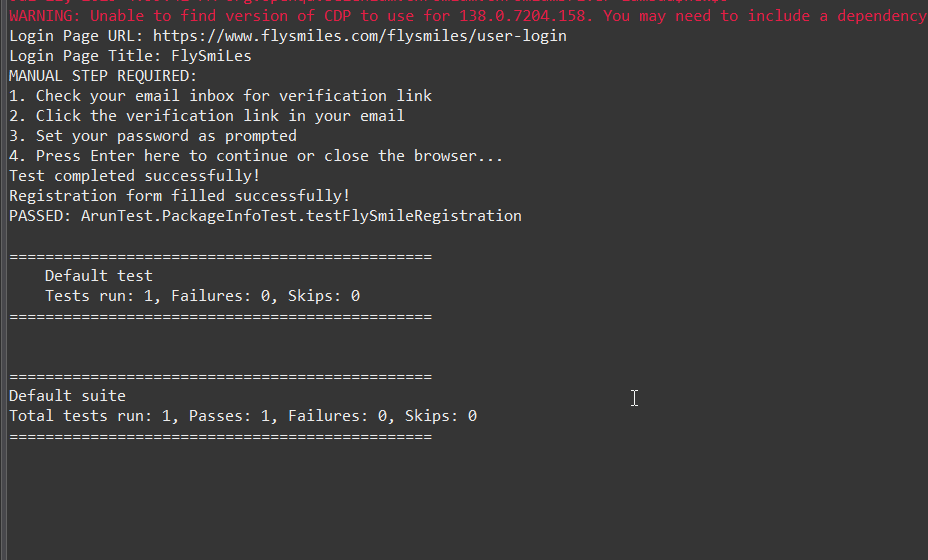 WARNING: Unable to find version of CDP to use for 138.0.7204.158. You may need to include a dependency
Login Page URL: https://www.flysmiles.com/flysmiles/user-login
Login Page Title: FlySmiLes
MANUAL STEP REQUIRED:
1. Check your email inbox for verification link
2. Click the verification link in your email
3. Set your password as prompted
4. Press Enter here to continue or close the browser...
Test completed successfully!
Registration form filled successfully!
PASSED: ArunTest.PackageInfoTest.testFlySmileRegistration
===============================================
Default test
Tests run: 1, Failures: 0, Skips: 0
===============================================
===============================================
Default suite
Total tests run: 1, Passes: 1, Failures: 0, Skips: 0
===============================================